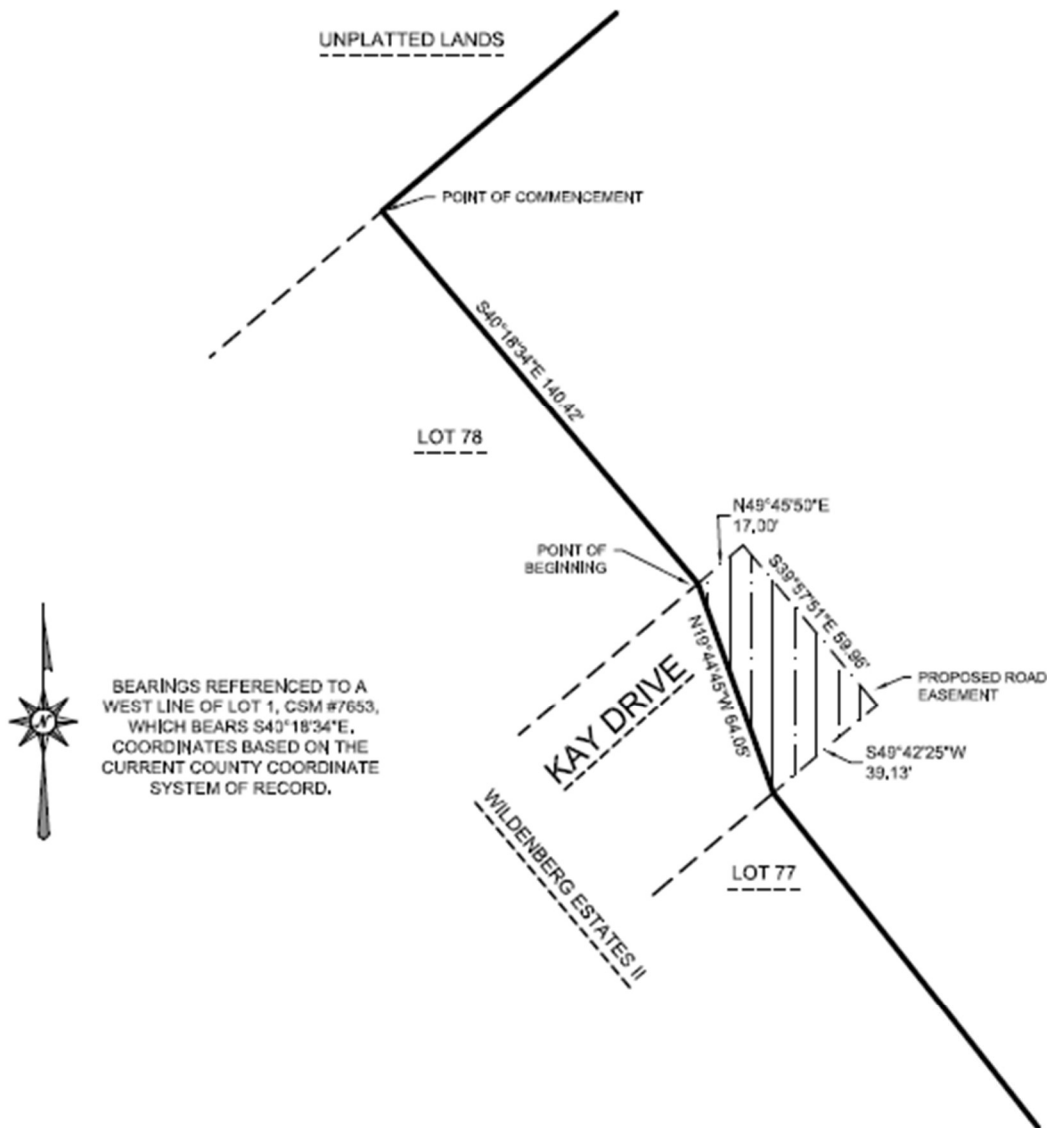 UNPLATTED LANDS
POINT OF COMMENCEMENT
S40°18'34"E 140.42'
LOT 78
N49°45'50"E
17.00'
POINT OF
BEGINNING
S39°57'51"E 59.96'
N19°44'45"W 64.05'
KAY DRIVE
PROPOSED ROAD
EASEMENT
S49°42'25"W
39.13'
N
BEARINGS REFERENCED TO A
WEST LINE OF LOT 1, CSM #7653,
WHICH BEARS S40°18'34"E.
COORDINATES BASED ON THE
CURRENT COUNTY COORDINATE
SYSTEM OF RECORD.
WILDENBERG ESTATES II
LOT 77